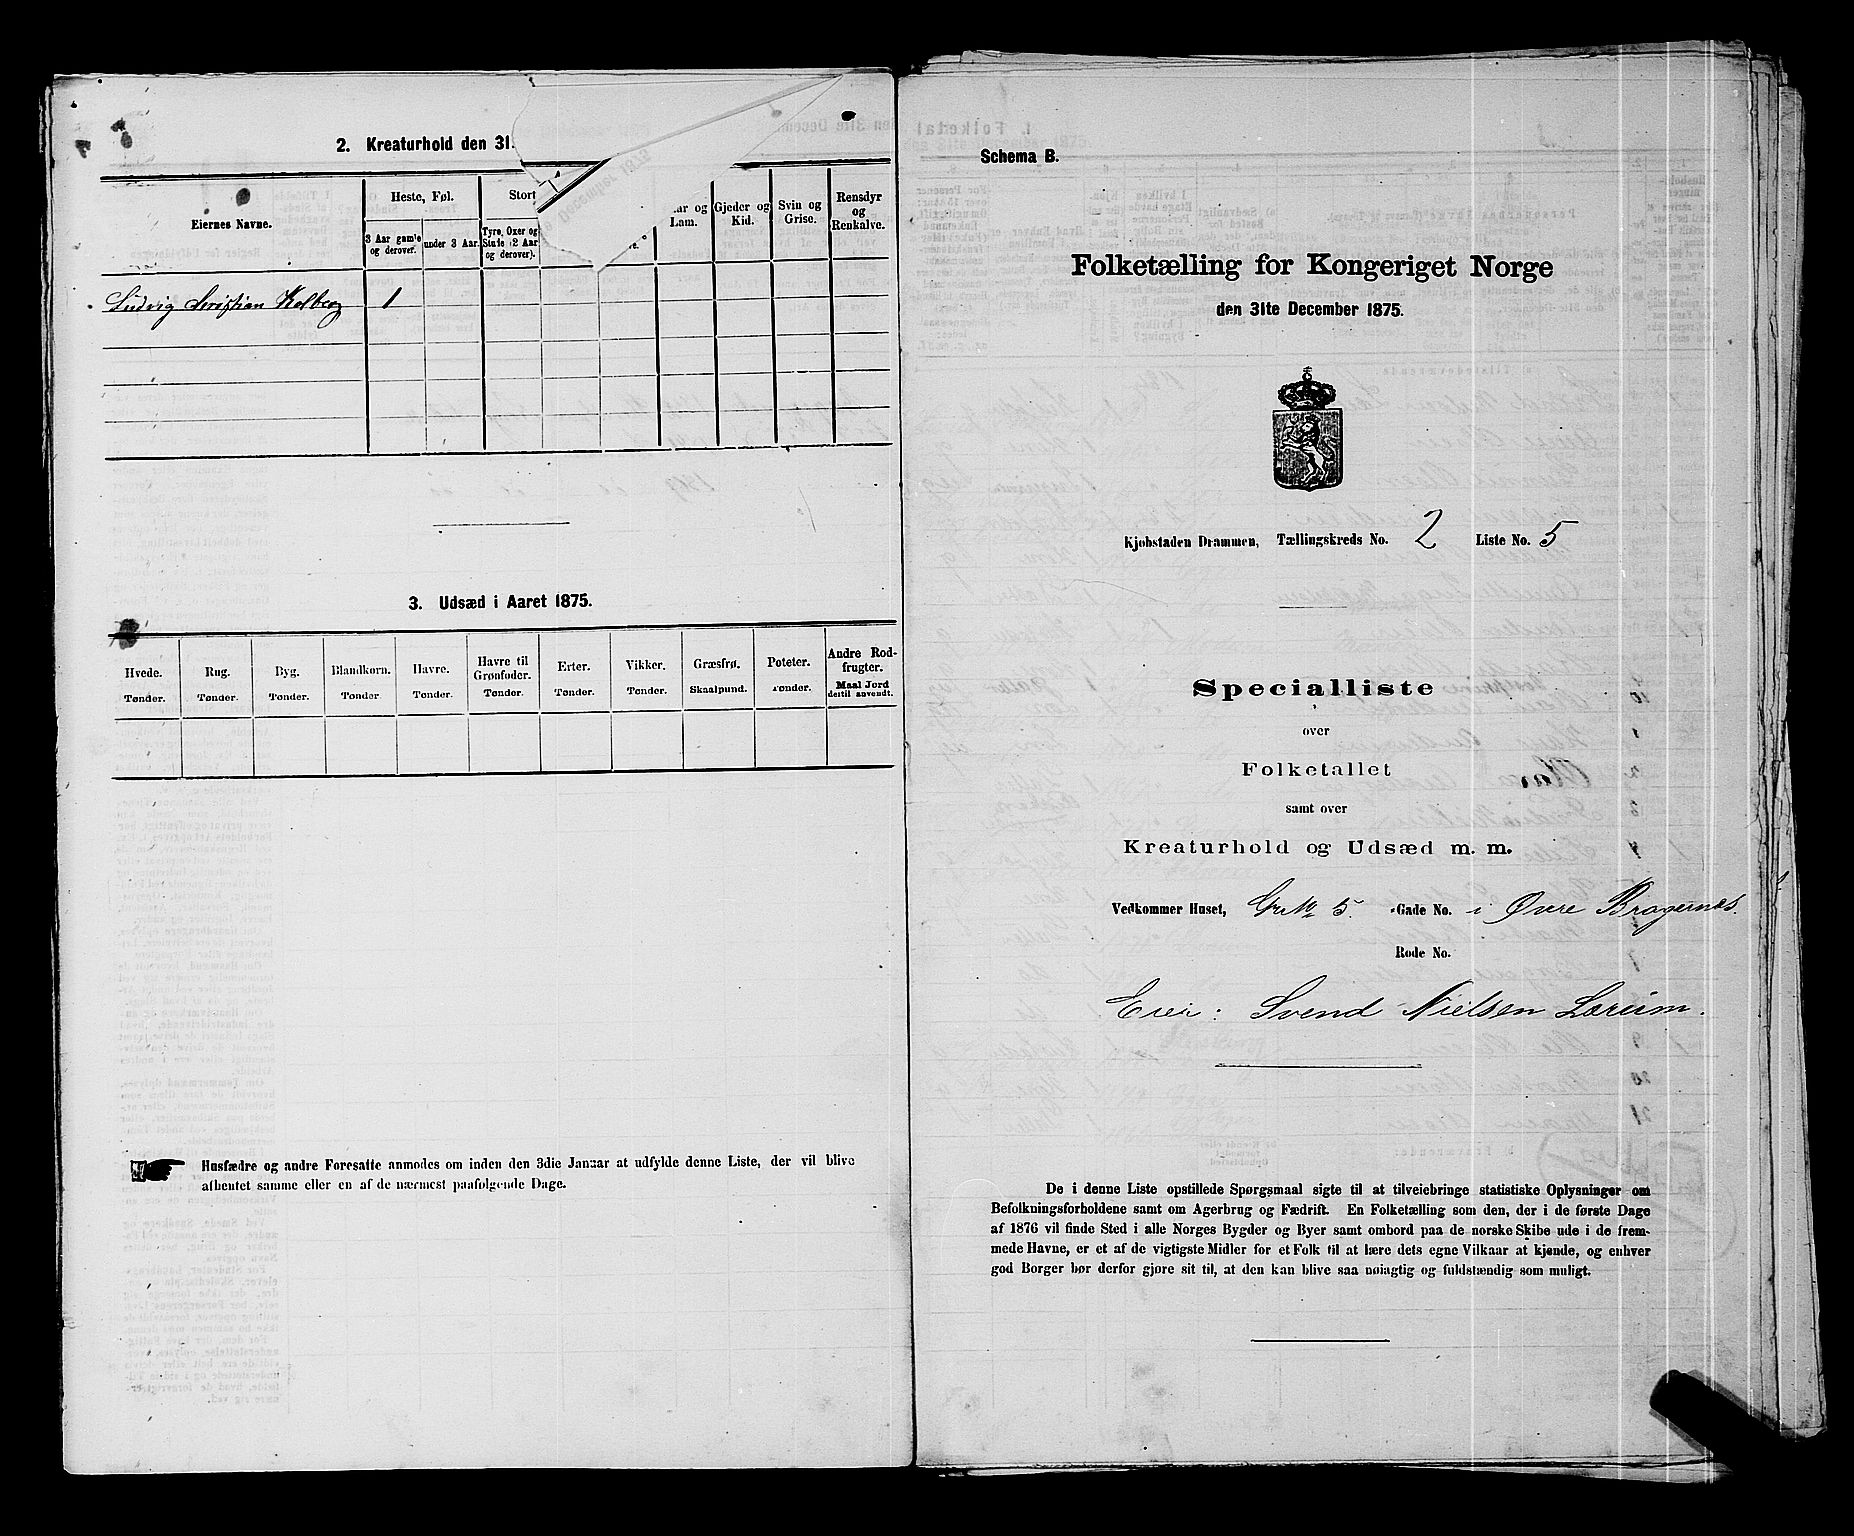 2. Kreaturhold den 31
Eiernes Navne.
Heste, Føl.
Stort
3 Aar gamle og derover.
under 3 Aar.
Tyre, Oxer og Stude (2 Aar og derover).
Lam.
Gjeder og Kid.
Svin og Grise.
Rensdyr og Renkalve.
December
Ludvig Kolberg 1
3. Udsæd i Aaret 1875.
Hvede. Tønder.
Rug. Tønder.
Byg. Tønder.
Blandkorn. Tønder.
Havre. Tønder.
Havre til Grønfoder. Tønder.
Erter. Tønder.
Vikker. Tønder.
Græsfrø. Skaalpund.
Poteter. Tønder.
Andre Rodfrugter. Maal Jord dertil anvendt.
Husfædre og andre Foresatte anmodes om inden den 3die Januar at udfylde denne Liste, der vil blive
afhentet samme eller en af de nærmest paafølgende Dage.
Schema B.
Folketælling for Kongeriget Norge
den 31te December 1875.
Kjøbstaden Drammen, Tællingskreds No. 2 Liste No. 5
Specialliste
over
Folketallet
samt over
Kreaturhold og Udsæd m. m.
Vedkommer Huset, Gr. No. 5. -Gade No. i Øvre Bragernæs.
Rode No.
Eier: Svend Nielsen Lærum.
De i denne Liste opstillede Spørgsmaal sigte til at tilveiebringe statistiske Oplysninger om
Befolkningsforholdene samt om Agerbrug og Fædrift. En Folketælling som den, der i de første Dage
af 1876 vil finde Sted i alle Norges Bygder og Byer samt ombord paa de norske Skibe ude i de frem-
mede Havne, er et af de vigtigste Midler for et Folk til at lære dets egne Vilkaar at kjende, og enhver
god Borger bør derfor gjøre sit til, at den kan blive saa nøiagtig og fuldstændig som muligt.